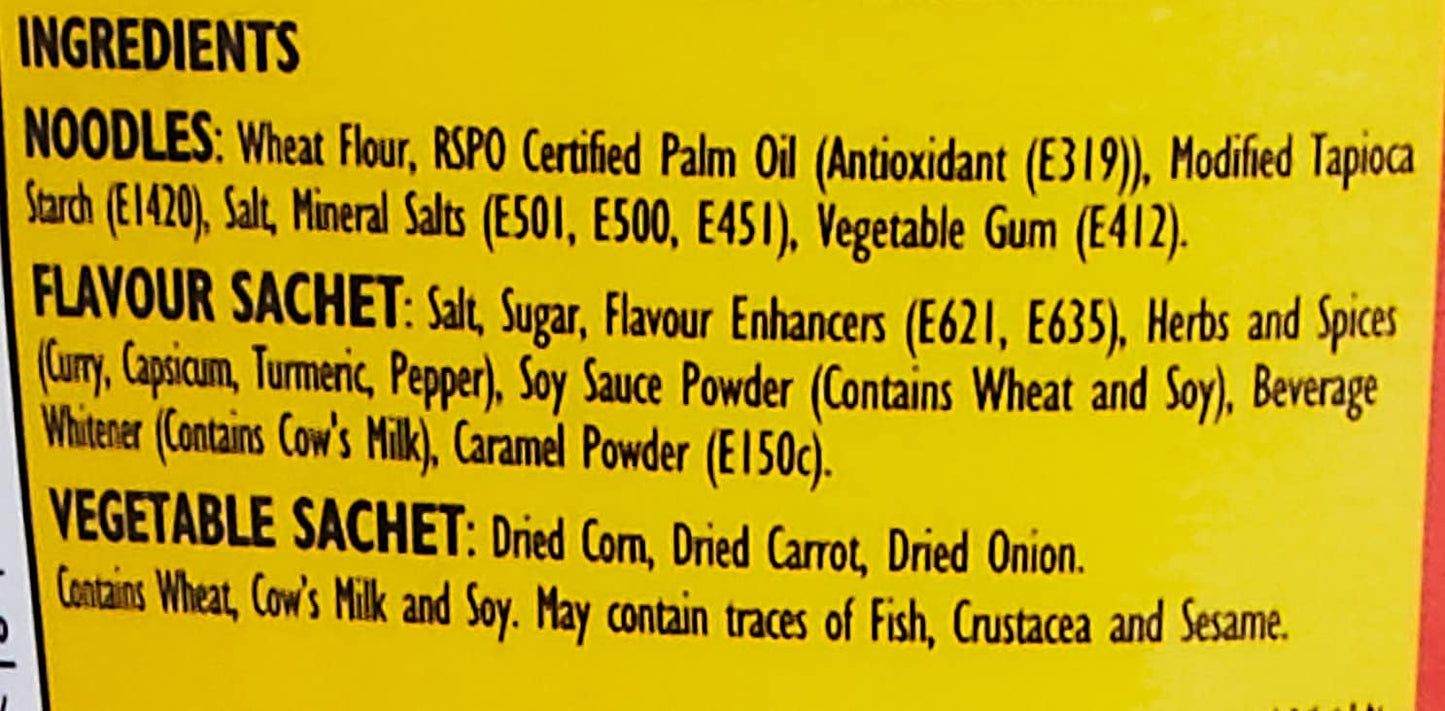 INGREDIENTS
NOODLES: Wheat Flour, RSPO Certified Palm Oil (Antioxidant (E319)), Modified Tapioca
Starch (E1420), Salt, Mineral Salts (E501, E500, E451), Vegetable Gum (E412).
FLAVOUR SACHET: Salt, Sugar, Flavour Enhancers (E621, E635), Herbs and Spices
(Curry, Capsicum, Turmeric, Pepper), Soy Sauce Powder (Contains Wheat and Soy), Beverage
Whitener (Contains Cow's Milk), Caramel Powder (E150c).
VEGETABLE SACHET: Dried Corn, Dried Carrot, Dried Onion.
Contains Wheat, Cow's Milk and Soy. May contain traces of Fish, Crustacea and Sesame.